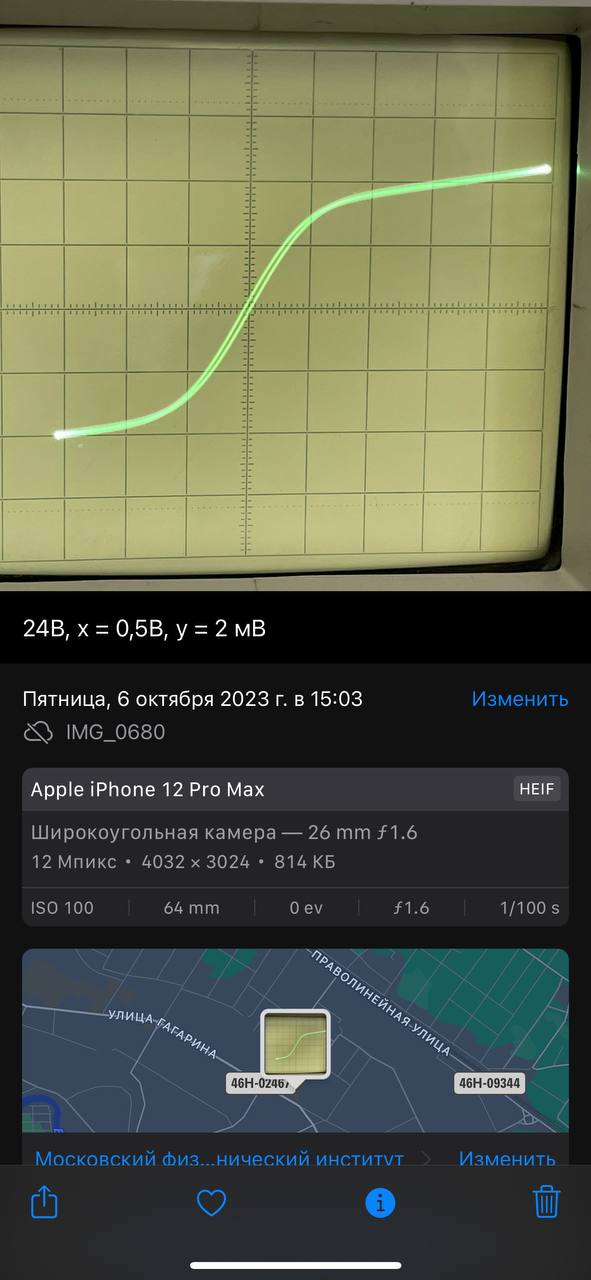 24В, x = 0,5В, y = 2 мВ
Пятница, 6 октября 2023 г. в 15:03
Изменить
IMG_0680
Apple iPhone 12 Pro Max
HEIF
Широкоугольная камера — 26 mm ƒ1.6
12 Мпикс • 4032 × 3024 • 814 КБ
ISO 100
64 mm
0 ev
ƒ1.6
1/100 s
ПРАВОЛИНЕЙНАЯ УЛИЦА
УЛИЦА ГАГАРИНА
46Н-02467
46Н-09344
Московский физ...нический институт
Изменить